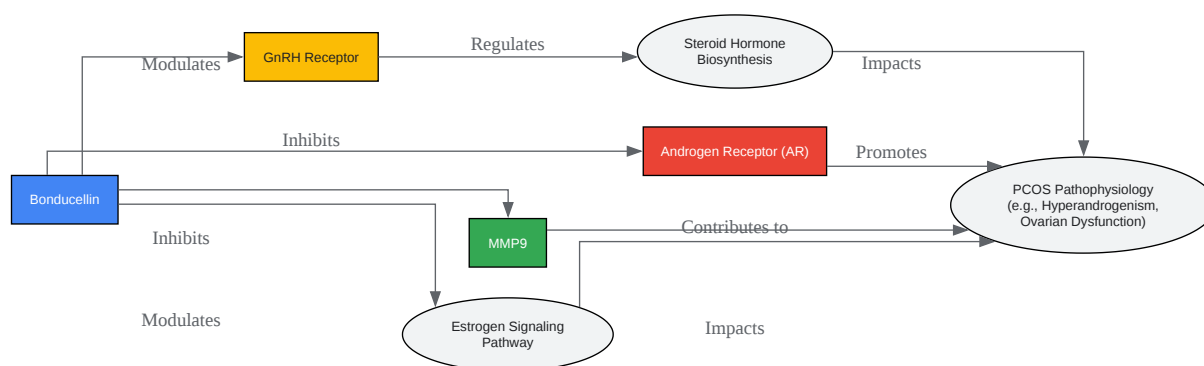 Steroid Hormone
Biosynthesis
Regulates
GnRH Receptor
Modulates
Impacts
Inhibits
Androgen Receptor (AR)
Promotes
Bonducellin
PCOS Pathophysiology
(e.g., Hyperandrogenism,
Ovarian Dysfunction)
Inhibits
MMP9
Contributes to
Modulates
Estrogen Signaling
Pathway
Impacts